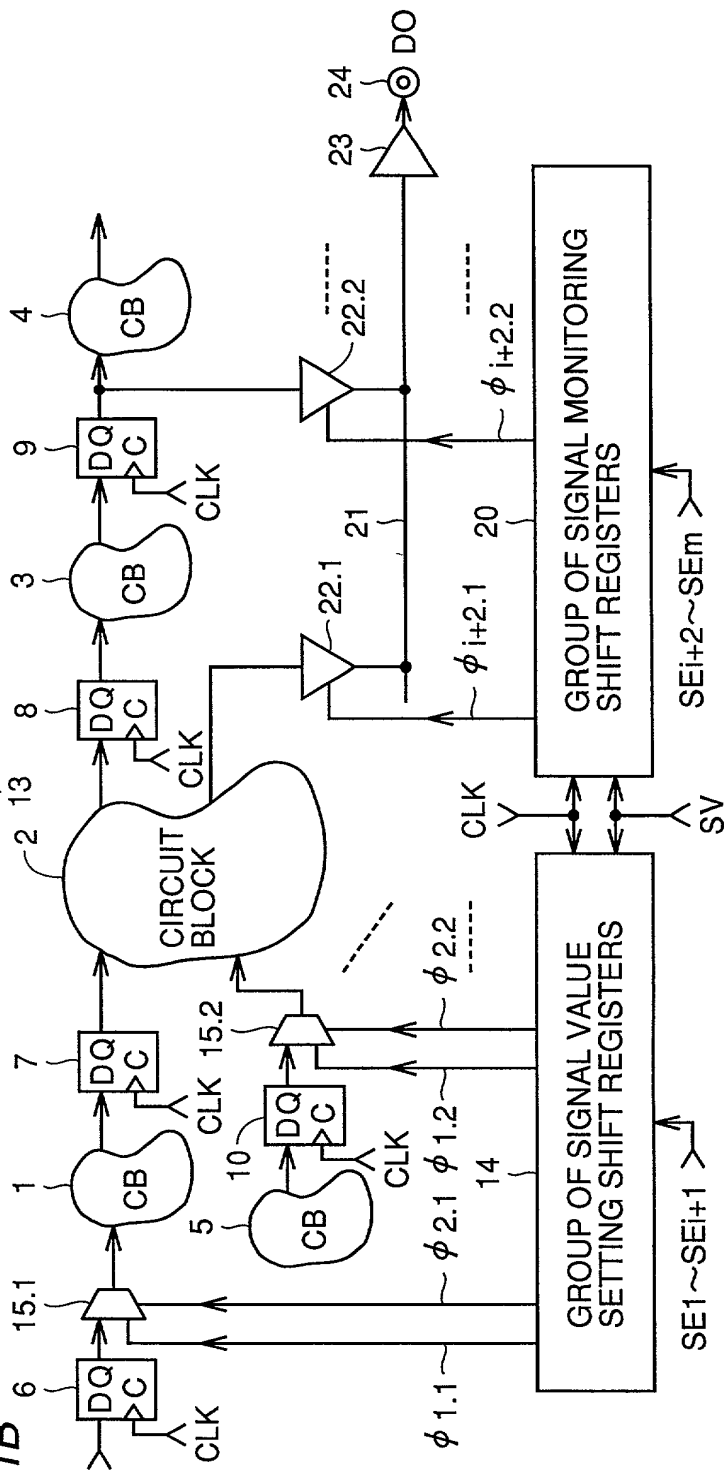 1B
13
6
15.1
1
7
2
8
3
9
4
DQ
C
CB
DQ
C
DQ
C
CB
DQ
C
CB
CLK
CLK
CLK
CLK
CIRCUIT
BLOCK
5
10
15.2
DQ
C
CB
CLK
22.1
22.2
23
24
DO
21
ϕ1.1
ϕ2.1
ϕ1.2
ϕ2.2
ϕi+2.1
ϕi+2.2
14
CLK
20
GROUP OF SIGNAL VALUE
SETTING SHIFT REGISTERS
GROUP OF SIGNAL MONITORING
SHIFT REGISTERS
SE1~SEi+1
SV
SEi+2~SEm